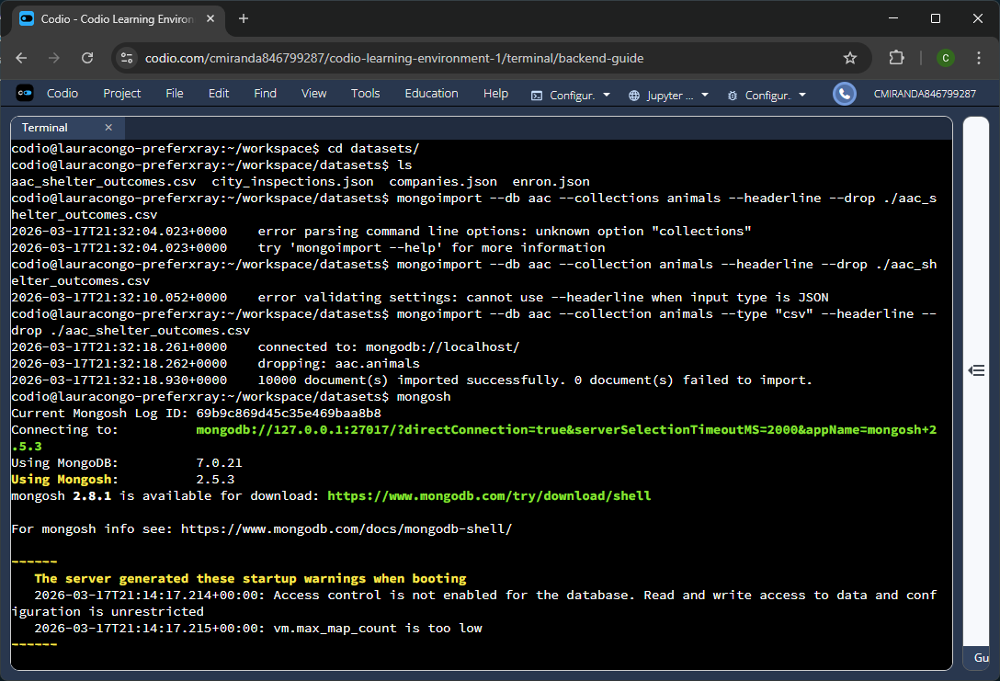 Codio - Codio Learning Environ
codio.com/cmiranda846799287/codio-learning-environment-1/terminal/backend-guide
C
Codio Project File Edit Find View Tools Education Help Configur. Jupyter ... Configur.. CMIRANDA846799287
Terminal
codio@lauracongo-preferxray:~/workspace$ cd datasets/
codio@lauracongo-preferxray:~/workspace/datasets$ ls
aac_shelter_outcomes.csv  city_inspections.json  companies.json  enron.json
codio@lauracongo-preferxray:~/workspace/datasets$ mongoimport --db aac --collections animals --headerline --drop ./aac_s
helter_outcomes.csv
2026-03-17T21:32:04.023+0000    error parsing command line options: unknown option "collections"
2026-03-17T21:32:04.023+0000    try 'mongoimport --help' for more information
codio@lauracongo-preferxray:~/workspace/datasets$ mongoimport --db aac --collection animals --headerline --drop ./aac_sh
elter_outcomes.csv
2026-03-17T21:32:10.052+0000    error validating settings: cannot use --headerline when input type is JSON
codio@lauracongo-preferxray:~/workspace/datasets$ mongoimport --db aac --collection animals --type "csv" --headerline --
drop ./aac_shelter_outcomes.csv
2026-03-17T21:32:18.261+0000    connected to: mongodb://localhost/
2026-03-17T21:32:18.262+0000    dropping: aac.animals
2026-03-17T21:32:18.930+0000    10000 document(s) imported successfully. 0 document(s) failed to import.
codio@lauracongo-preferxray:~/workspace/datasets$ mongosh
Current Mongosh Log ID: 69b9c869d45c35e469baa8b8
Connecting to:          mongodb://127.0.0.1:27017/?directConnection=true&serverSelectionTimeoutMS=2000&appName=mongosh+2
.5.3
Using MongoDB:          7.0.21
Using Mongosh:          2.5.3
mongosh 2.8.1 is available for download: https://www.mongodb.com/try/download/shell
For mongosh info see: https://www.mongodb.com/docs/mongodb-shell/
------
   The server generated these startup warnings when booting
   2026-03-17T21:14:17.214+00:00: Access control is not enabled for the database. Read and write access to data and conf
iguration is unrestricted
   2026-03-17T21:14:17.215+00:00: vm.max_map_count is too low
------
Gu